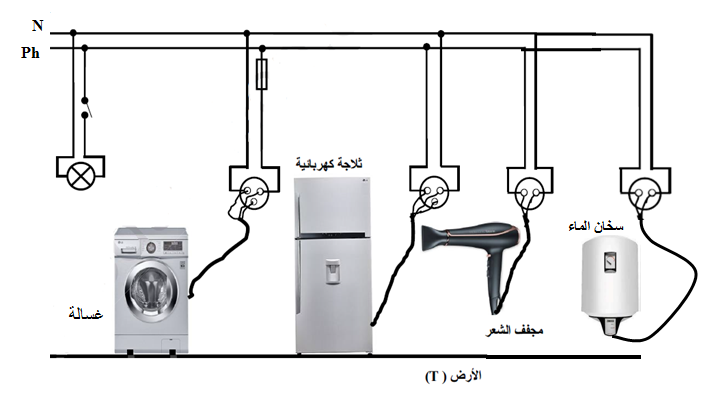 N
Ph
ثلاجة كهربائية
سخان الماء
غسالة
مجفف الشعر
الأرض ( T )